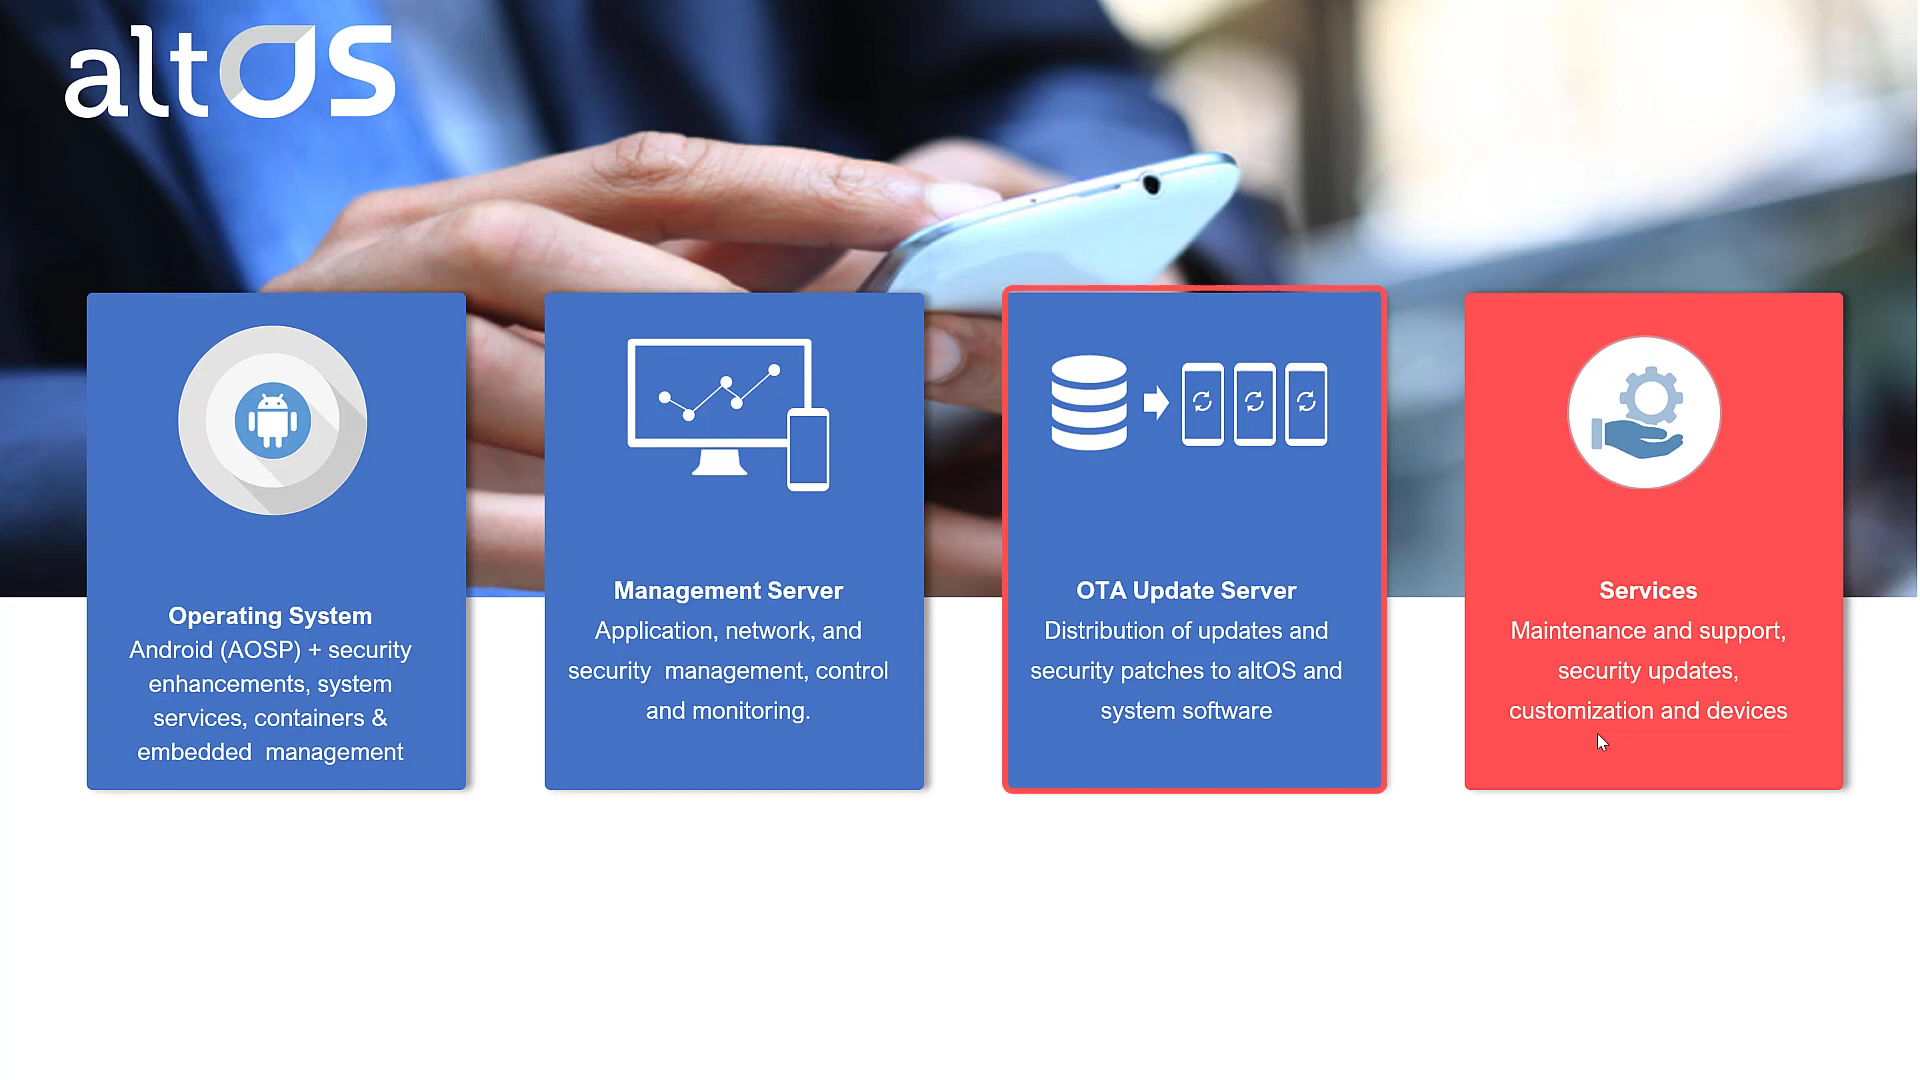 altOS
Operating System
Android (AOSP) + security
enhancements, system
services, containers &
embedded management
Management Server
Application, network, and
security management, control
and monitoring.
OTA Update Server
Distribution of updates and
security patches to altOS and
system software
Services
Maintenance and support,
security updates,
customization and devices